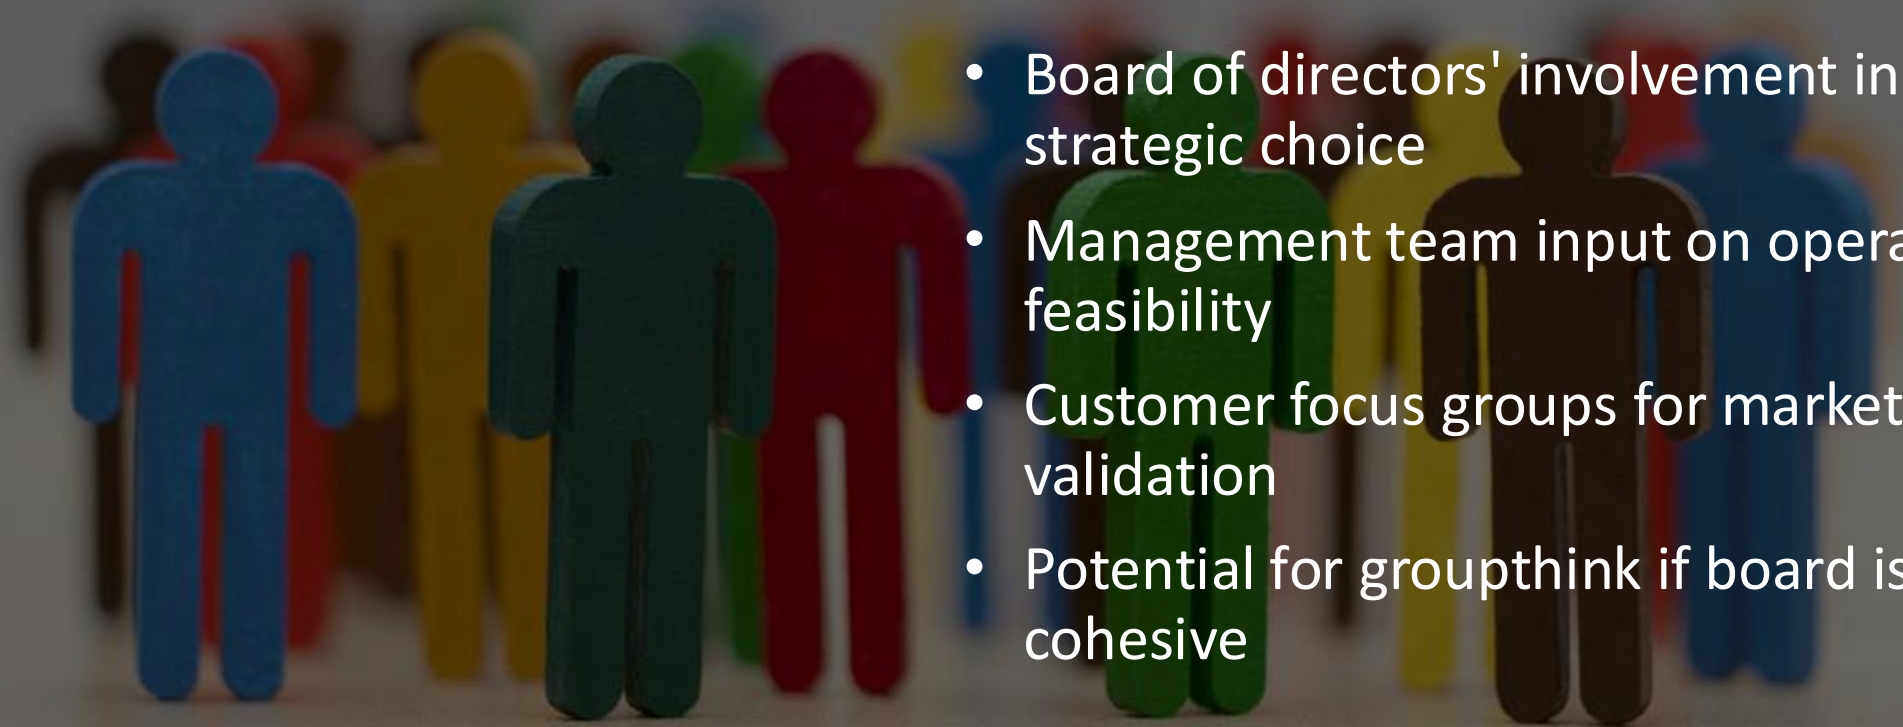 • Board of directors' involvement in
strategic choice
• Management team input on opera
feasibility
• Customer focus groups for market
validation
• Potential for groupthink if board is
cohesive